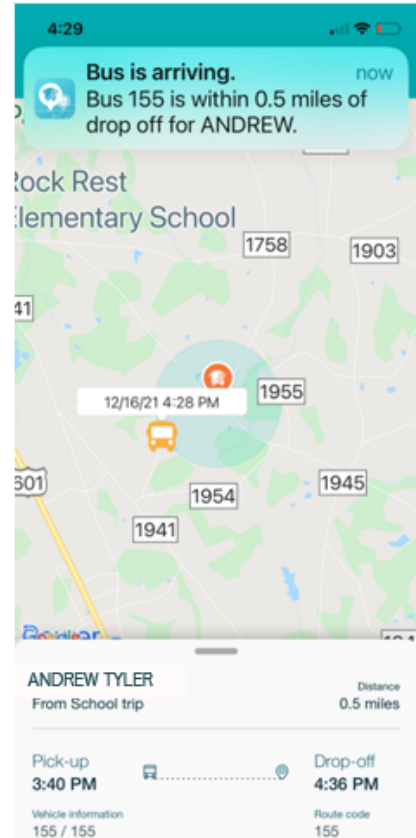 4:29
Bus is arriving.
now
Bus 155 is within 0.5 miles of
drop off for ANDREW.
Rock Rest
Elementary School
1758
1903
41
1955
12/16/21 4:28 PM
601
1954
1945
1941
ANDREW TYLER
Distance
From School trip
0.5 miles
Pick-up
Drop-off
3:40 PM
4:36 PM
Vehicle information
Route code
155 / 155
155